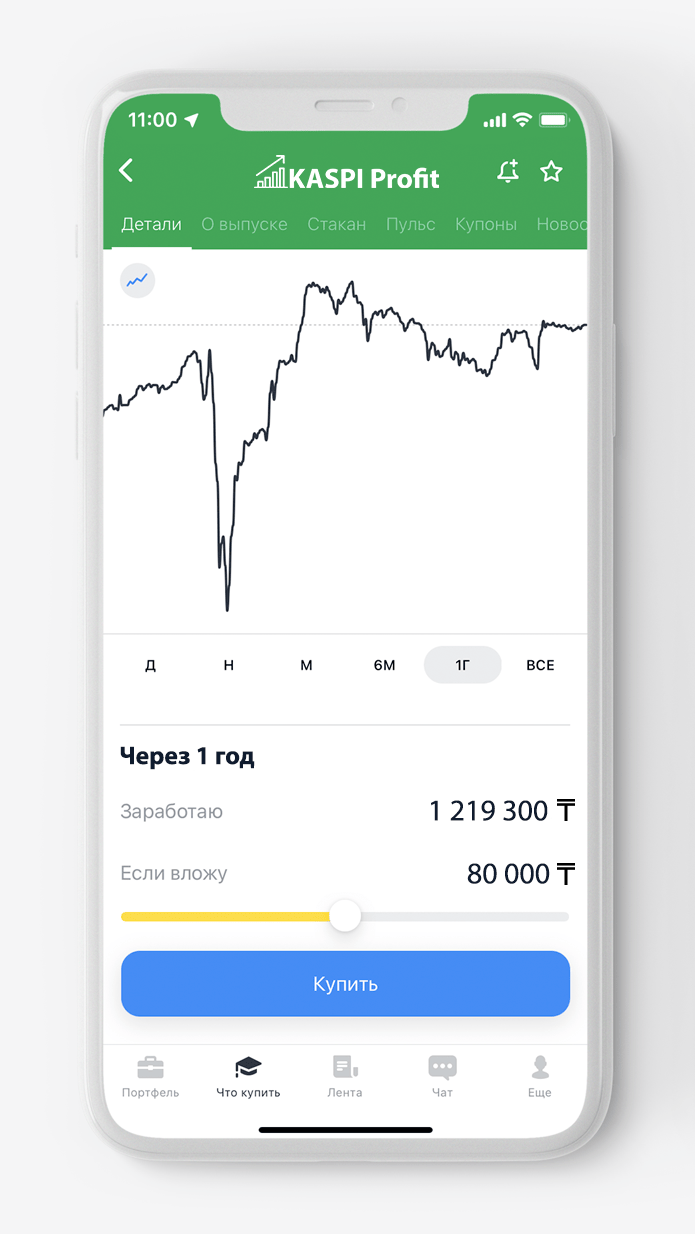 11:00
KASPI Profit
Детали О выпуске Стакан Пульс Купоны Новос
Д Н М 6М 1Г ВСЕ
Через 1 год
Заработаю 1 219 300 ₸
Если вложу 80 000 ₸
Купить
Портфель Что купить Лента Чат Еще